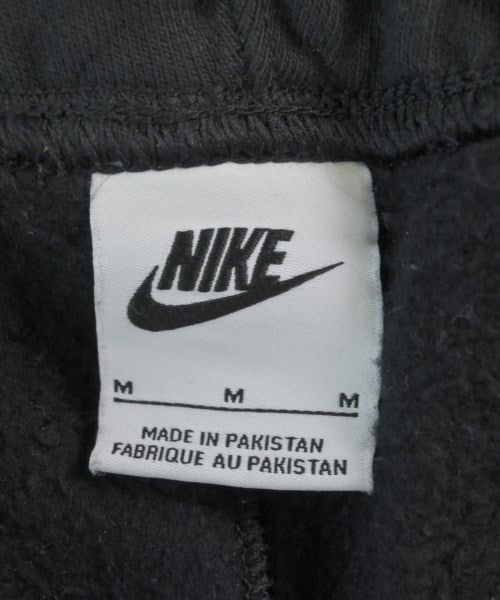 NIKE
M M M
MADE IN PAKISTAN
FABRIQUE AU PAKISTAN